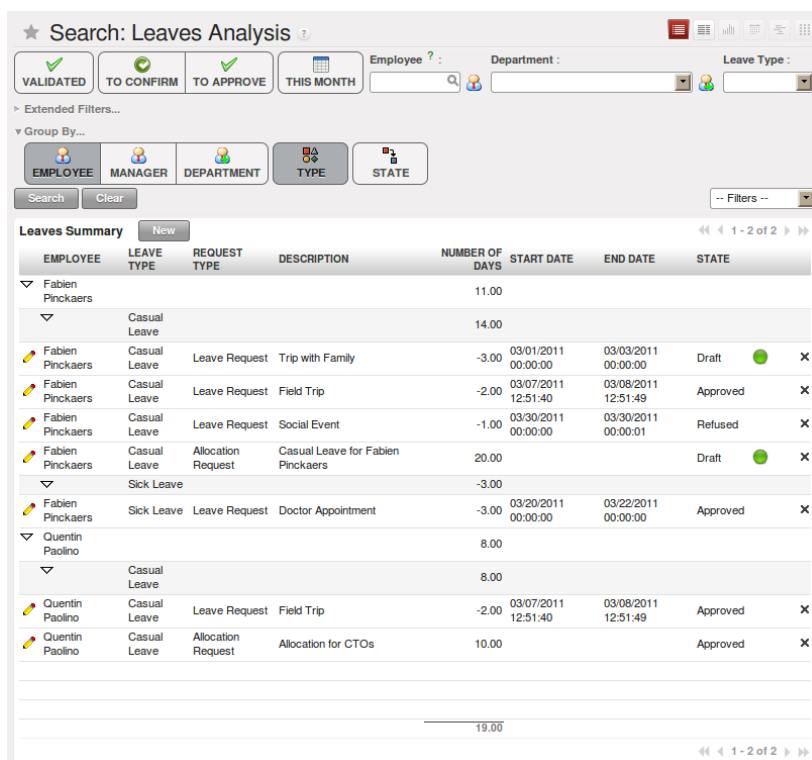 Search: Leaves Analysis ?
Employee ? : Department : Leave Type :
VALIDATED TO CONFIRM TO APPROVE THIS MONTH
Extended Filters...
Group By...
EMPLOYEE MANAGER DEPARTMENT TYPE STATE
Search Clear -- Filters --
Leaves Summary New 1 - 2 of 2
EMPLOYEE LEAVE TYPE REQUEST TYPE DESCRIPTION NUMBER OF DAYS START DATE END DATE STATE
Fabien Pinckaers 11.00
Casual Leave 14.00
Fabien Pinckaers Casual Leave Leave Request Trip with Family -3.00 03/01/2011 00:00:00 03/03/2011 00:00:00 Draft
Fabien Pinckaers Casual Leave Leave Request Field Trip -2.00 03/07/2011 12:51:40 03/08/2011 12:51:49 Approved
Fabien Pinckaers Casual Leave Leave Request Social Event -1.00 03/30/2011 00:00:00 03/30/2011 00:00:01 Refused
Fabien Pinckaers Casual Leave Allocation Request Casual Leave for Fabien Pinckaers 20.00 Draft
Sick Leave -3.00
Fabien Pinckaers Sick Leave Leave Request Doctor Appointment -3.00 03/20/2011 00:00:00 03/22/2011 00:00:00 Approved
Quentin Paolino 8.00
Casual Leave 8.00
Quentin Paolino Casual Leave Leave Request Field Trip -2.00 03/07/2011 12:51:40 03/08/2011 12:51:49 Approved
Quentin Paolino Casual Leave Allocation Request Allocation for CTOs 10.00 Approved
19.00
1 - 2 of 2